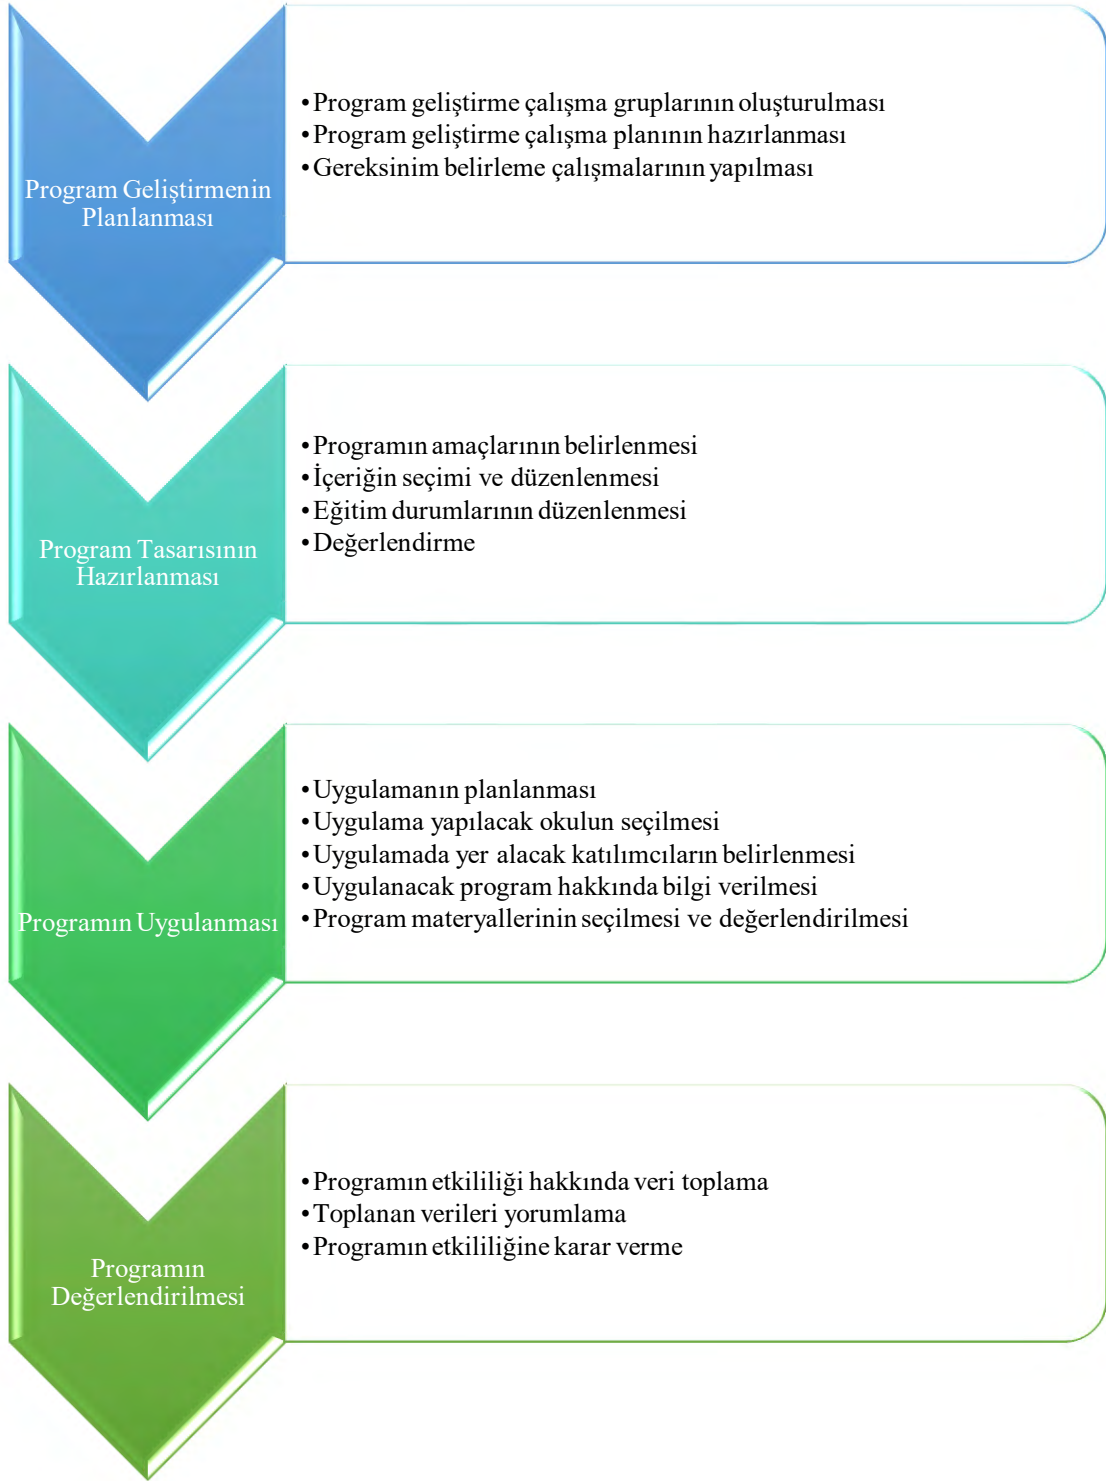 Program Geliştirmenin
Planlanması
•Program geliştirme çalışma gruplarının oluşturulması
•Program geliştirme çalışma planının hazırlanması
•Gereksinim belirleme çalışmalarının yapılması
Program Tasarısının
Hazırlanması
•Programın amaçlarının belirlenmesi
•İçeriğin seçimi ve düzenlenmesi
•Eğitim durumlarının düzenlenmesi
•Değerlendirme
Programın Uygulanması
•Uygulamanın planlanması
•Uygulama yapılacak okulun seçilmesi
•Uygulamada yer alacak katılımcıların belirlenmesi
•Uygulanacak program hakkında bilgi verilmesi
•Program materyallerinin seçilmesi ve değerlendirilmesi
Programın
Değerlendirilmesi
•Programın etkililiği hakkında veri toplama
•Toplanan verileri yorumlama
•Programın etkililiğine karar verme